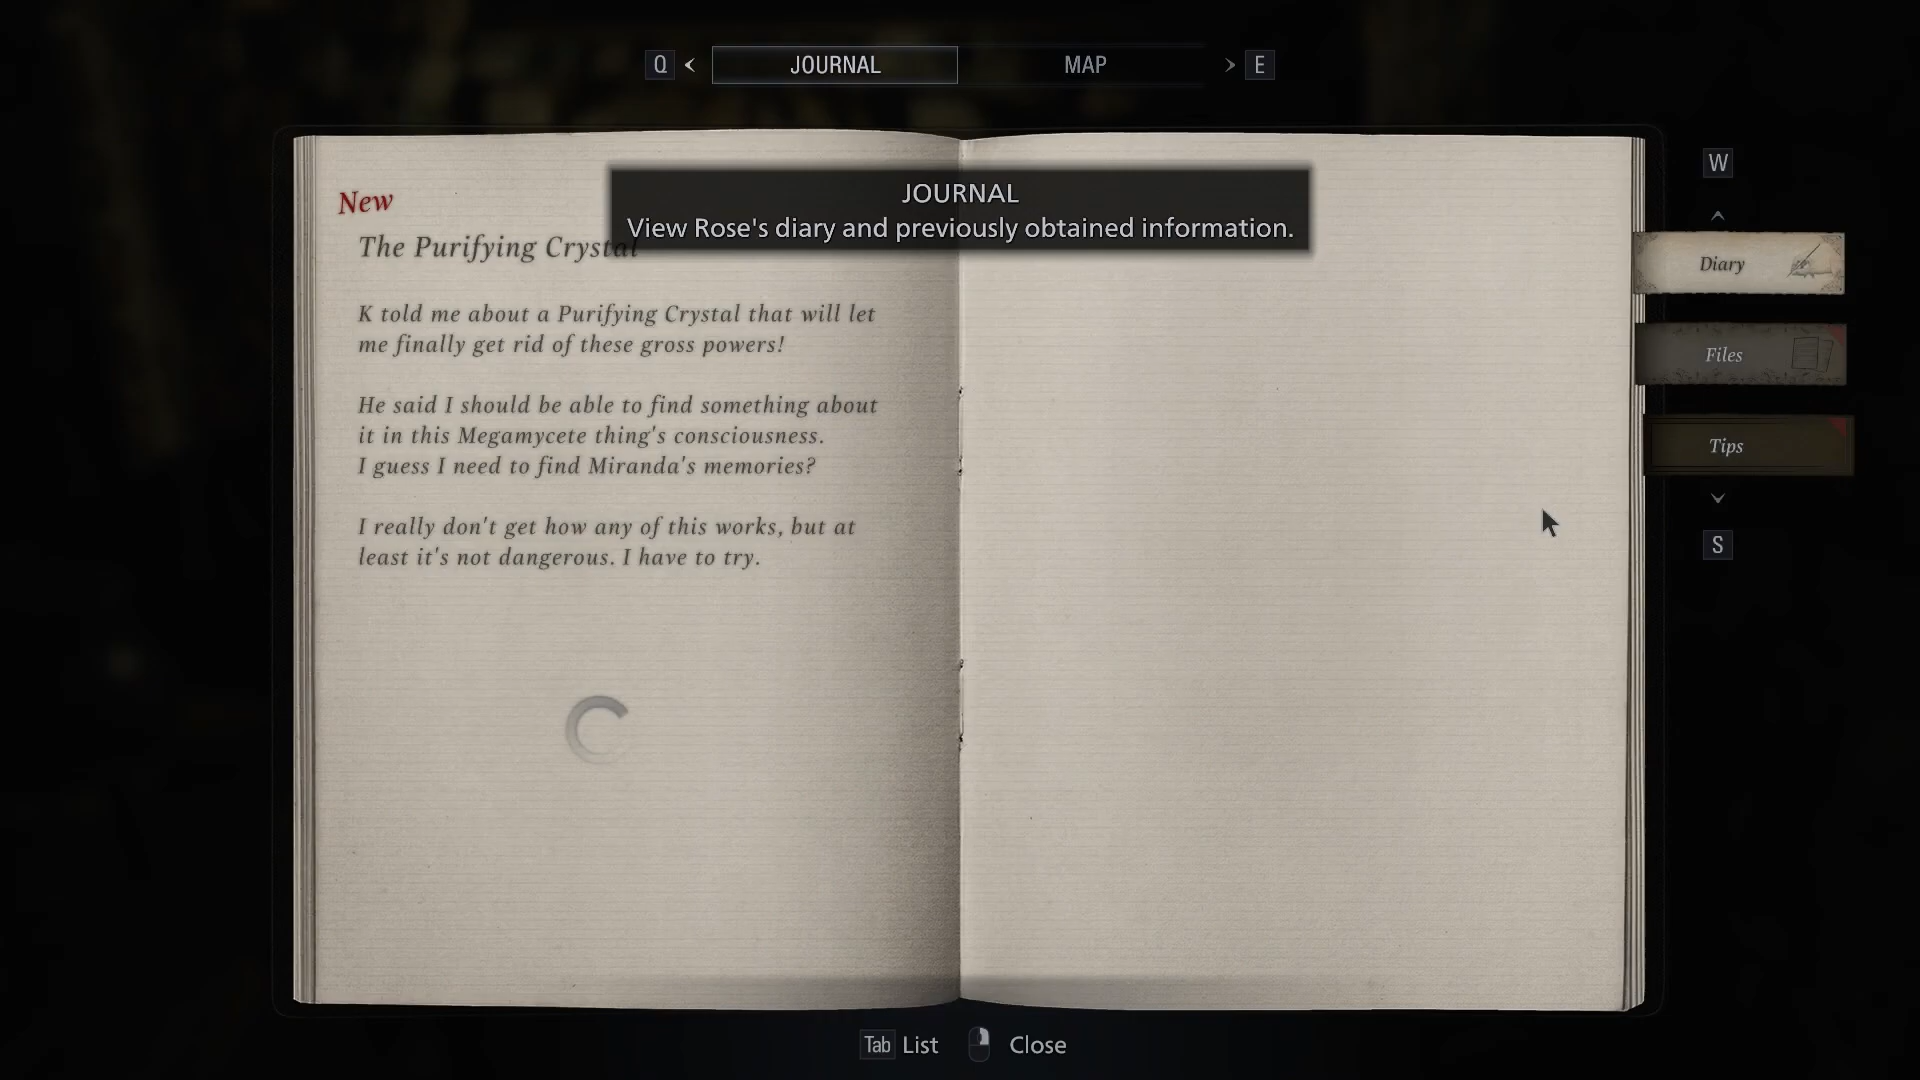 Q < JOURNAL MAP > E
JOURNAL
View Rose's diary and previously obtained information.
New
The Purifying Crystal
K told me about a Purifying Crystal that will let
me finally get rid of these gross powers!
He said I should be able to find something about
it in this Megamycete thing's consciousness.
I guess I need to find Miranda's memories?
I really don't get how any of this works, but at
least it's not dangerous. I have to try.
W
Diary
Files
Tips
S
Tab List Close